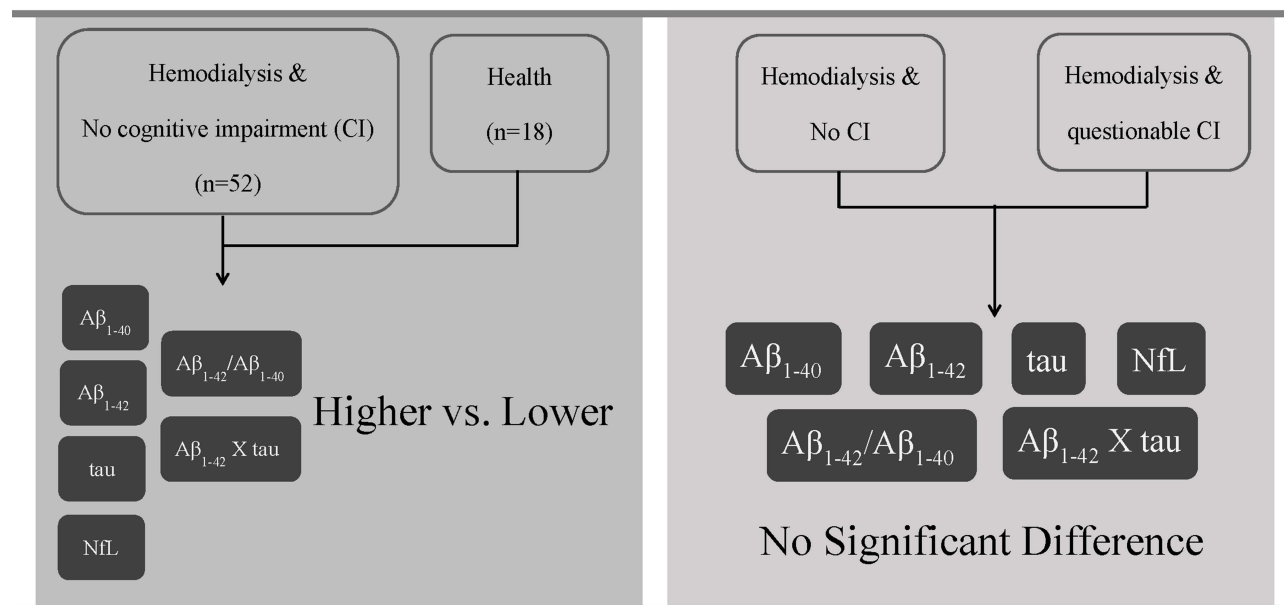 Hemodialysis &
No cognitive impairment (CI)
(n=52)
Health
(n=18)
Aβ₁₋₄₀
Aβ₁₋₄₂
tau
NfL
Aβ₁₋₄₂/Aβ₁₋₄₀
Aβ₁₋₄₂ X tau
Higher vs. Lower
Hemodialysis &
No CI
Hemodialysis &
questionable CI
Aβ₁₋₄₀
Aβ₁₋₄₂
tau
NfL
Aβ₁₋₄₂/Aβ₁₋₄₀
Aβ₁₋₄₂ X tau
No Significant Difference